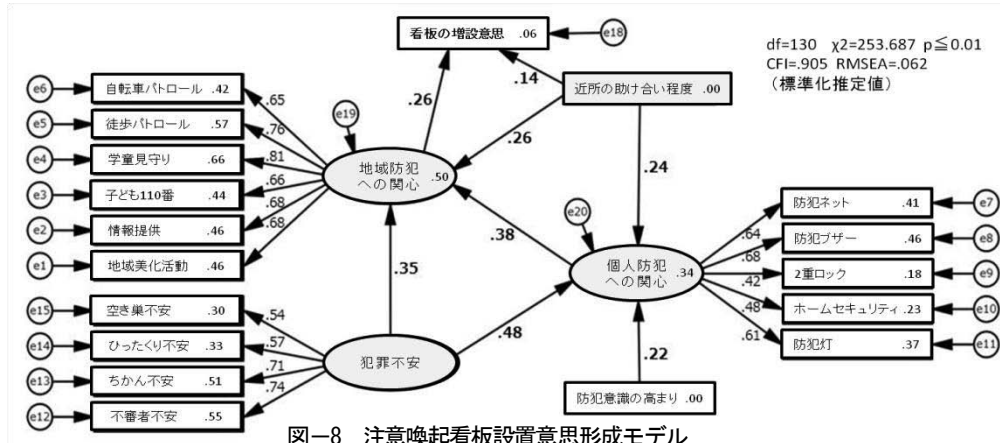 看板の増設意思 .06
e18
df=130 χ2=253.687 p≦0.01
CFI=.905 RMSEA=.062
(標準化推定値)
.14
.26
近所の助け合い程度 .00
e6
自転車パトロール .42
.65
e5
徒歩パトロール .57
.76
e4
学童見守り .66
.81
e3
子ども110番 .44
.66
e2
情報提供 .46
.68
e1
地域美化活動 .46
.68
e19
地域防犯
への関心 .50
.26
.24
.38
.35
e20
個人防犯
への関心 .34
防犯ネット .41
e7
.64
防犯ブザー .46
e8
.68
2重ロック .18
e9
.42
ホームセキュリティ .23
e10
.48
防犯灯 .37
e11
.61
e15
空き巣不安 .30
.54
e14
ひったくり不安 .33
.57
e13
ちかん不安 .51
.71
e12
不審者不安 .55
.74
犯罪不安
.48
.22
防犯意識の高まり .00
図－8 注意喚起看板設置意思形成モデル